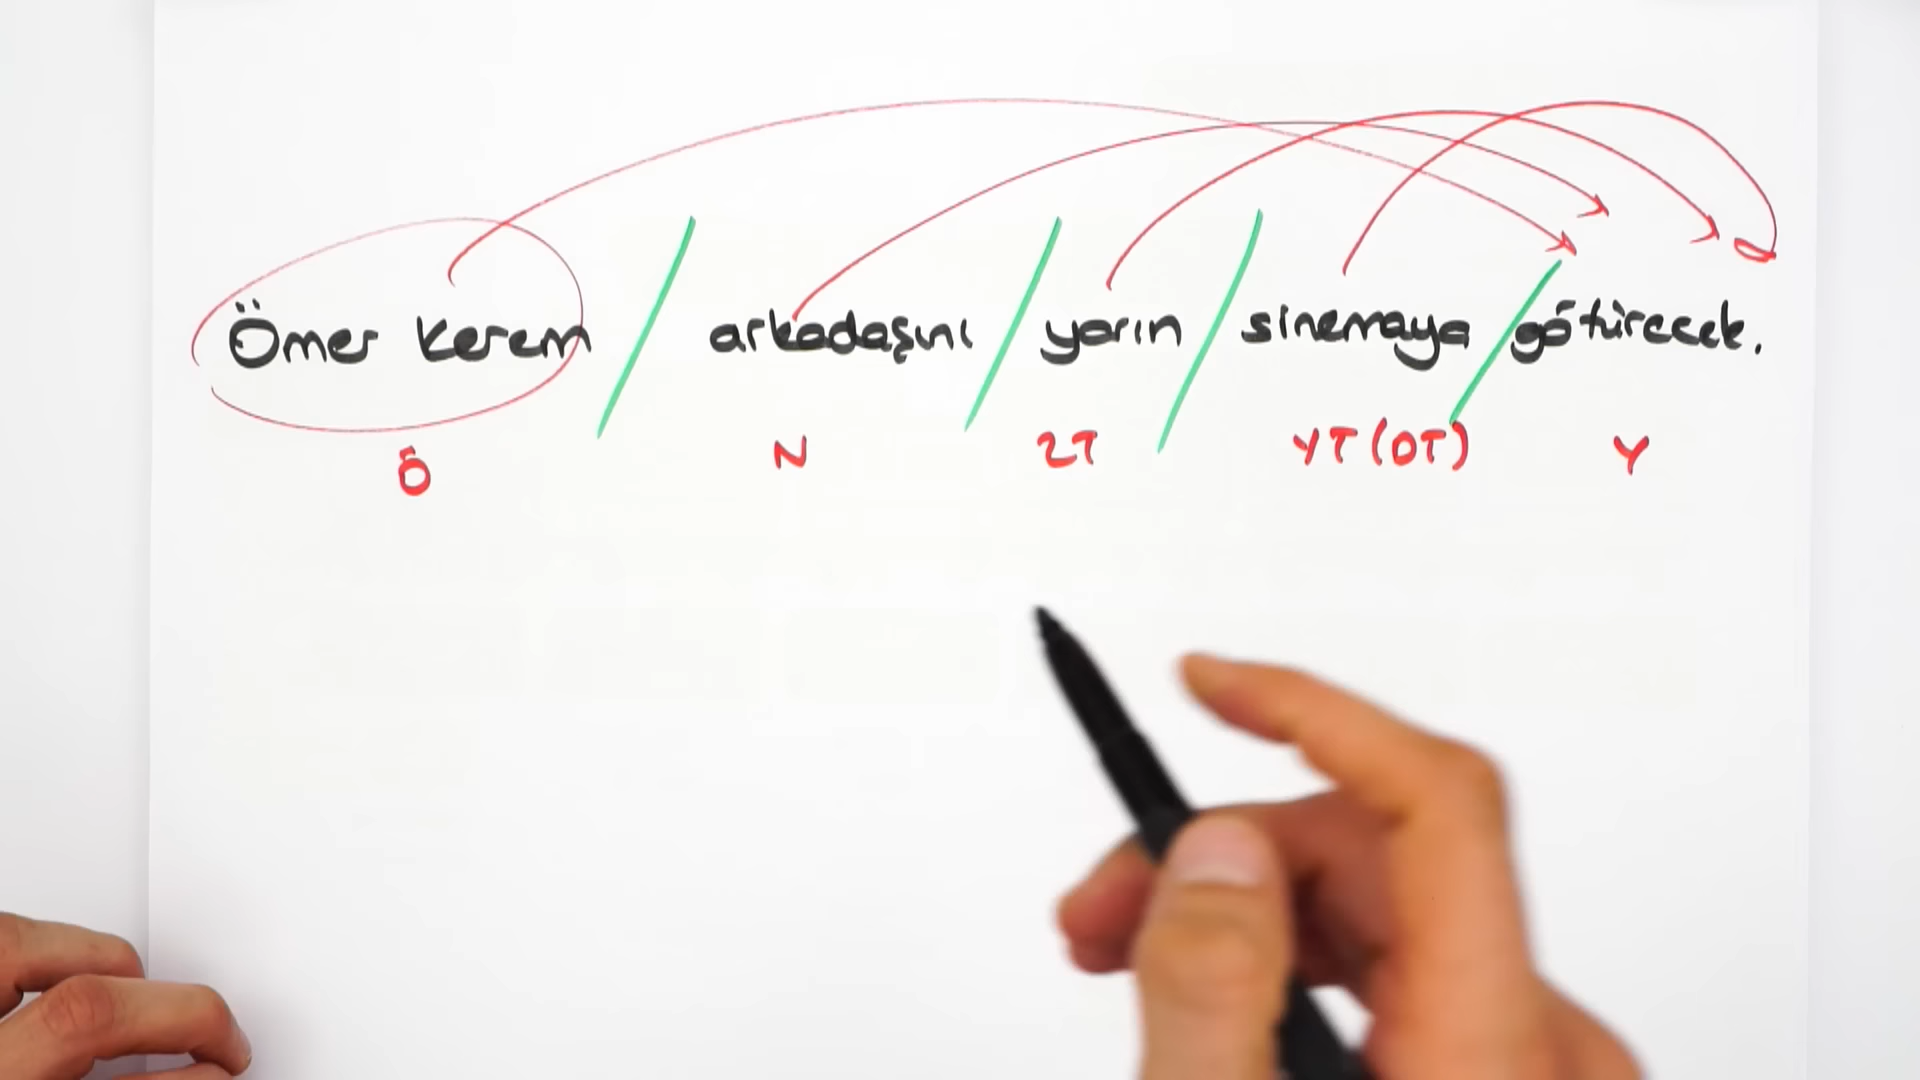 Ömer Kerem / arkadaşını / yarın / sinemaya / götürecek.
Ö N ZT YT (DT) Y